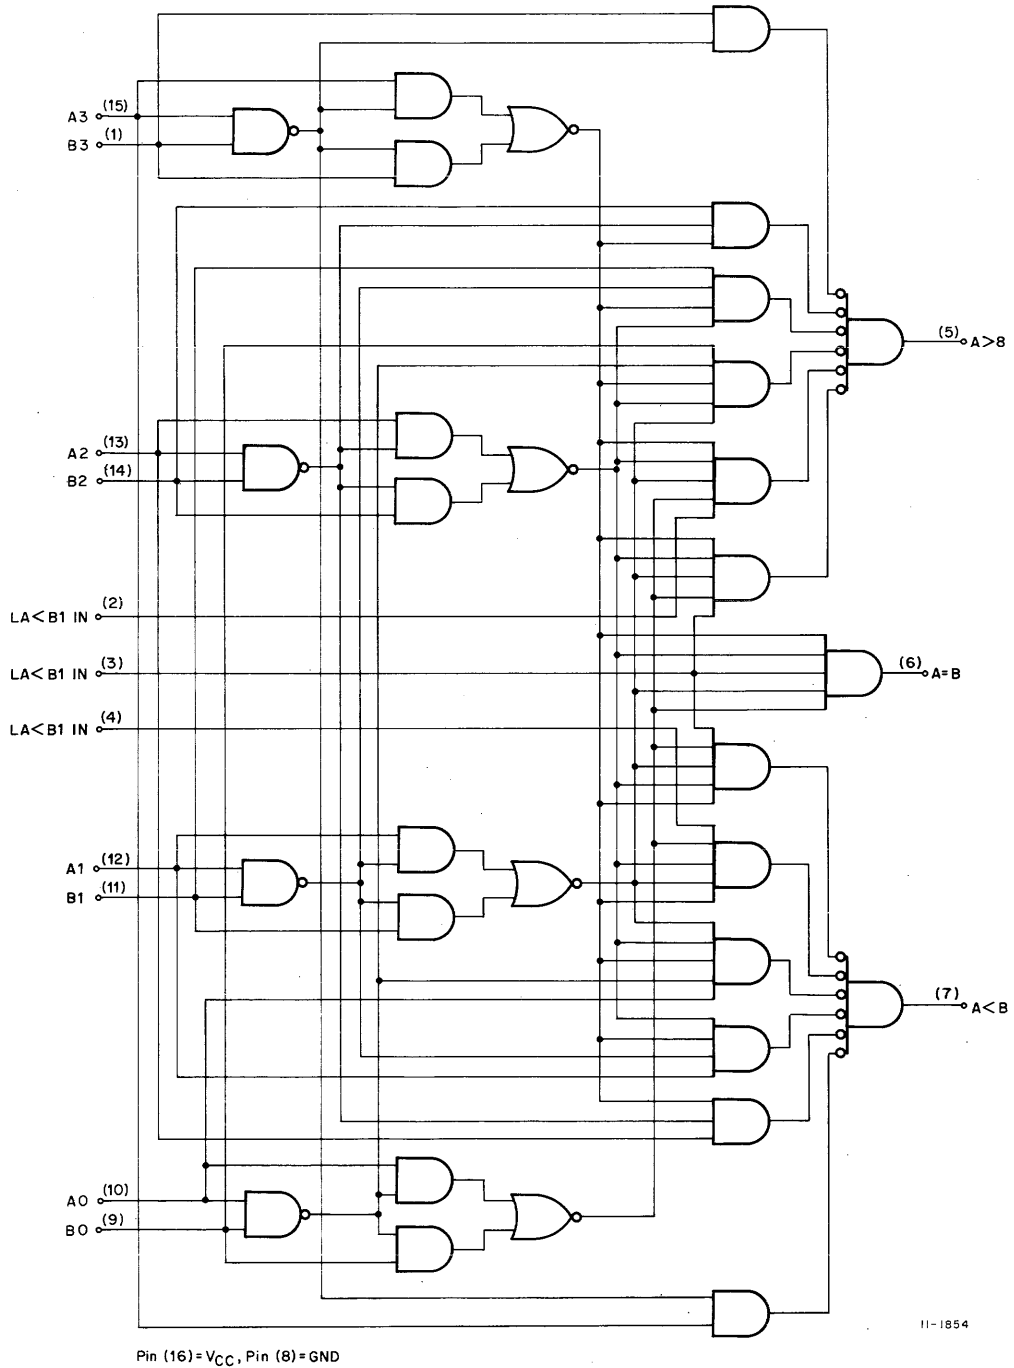 A3 (15)
B3 (1)
(5) A>8
A2 (13)
B2 (14)
LA<B1 IN (2)
LA<B1 IN (3)
(6) A=B
LA<B1 IN (4)
A1 (12)
B1 (11)
(7) A<B
A0 (10)
B0 (9)
11-1854
Pin (16)=VCC, Pin (8)=GND